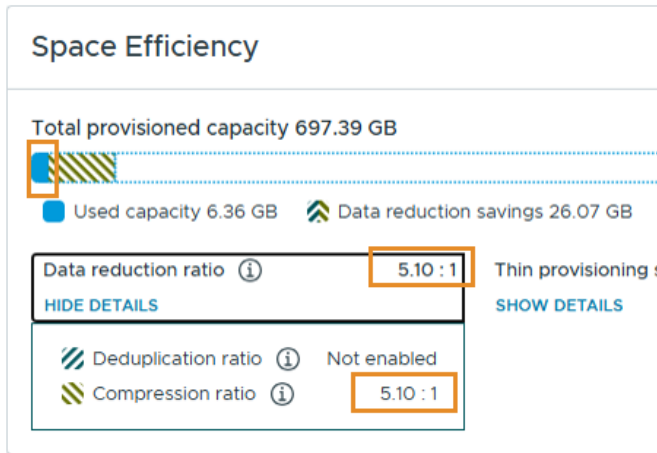 Space Efficiency
Total provisioned capacity 697.39 GB
Used capacity 6.36 GB Data reduction savings 26.07 GB
Data reduction ratio 5.10 : 1 Thin provisioning
HIDE DETAILS SHOW DETAILS
Deduplication ratio Not enabled
Compression ratio 5.10 : 1